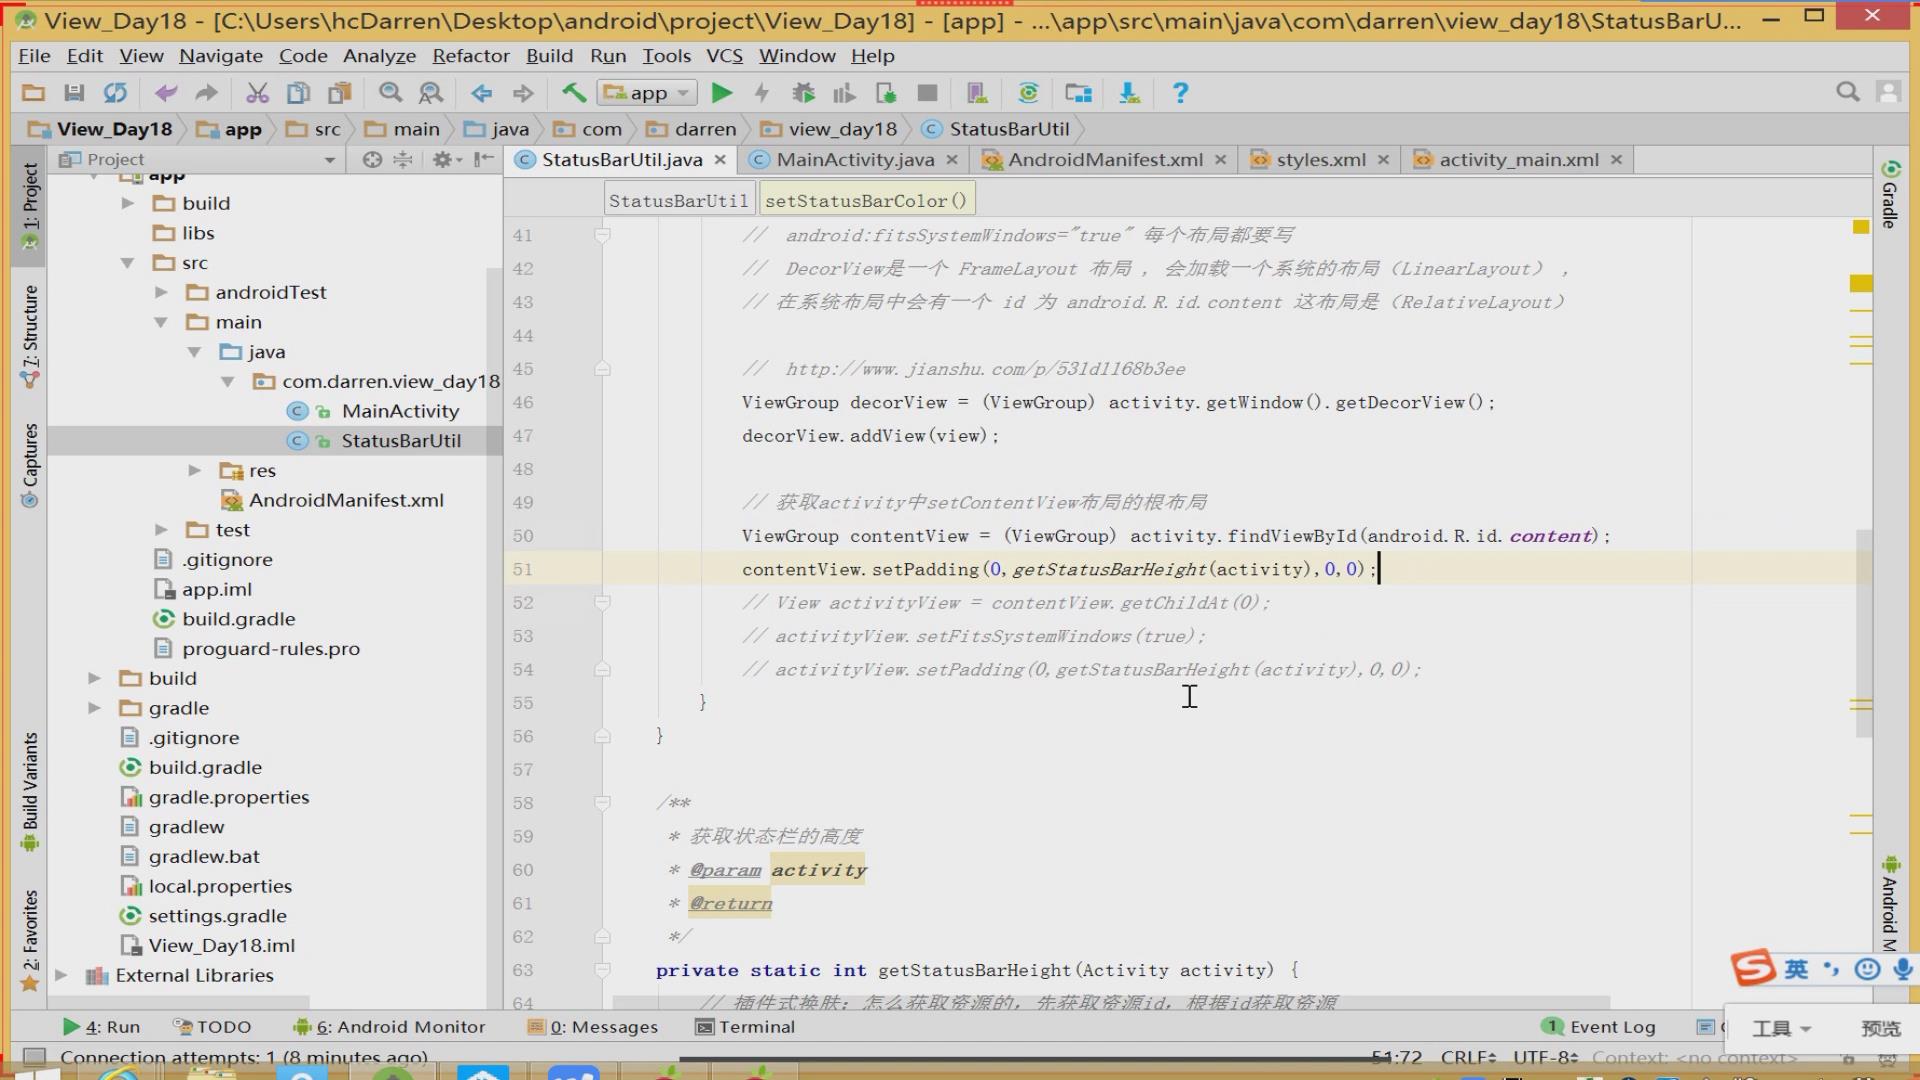 View_Day18 - [C:\Users\hcDarren\Desktop\android\project\View_Day18] - [app] - ...\app\src\main\java\com\darren\view_day18\StatusBarU...
File Edit View Navigate Code Analyze Refactor Build Run Tools VCS Window Help
app
View_Day18 app src main java com darren view_day18 StatusBarUtil
Project
StatusBarUtil.java MainActivity.java AndroidManifest.xml styles.xml activity_main.xml
StatusBarUtil setStatusBarColor()
1: Project
7: Structure
Captures
Build Variants
2: Favorites
app
build
libs
src
androidTest
main
java
com.darren.view_day18
MainActivity
StatusBarUtil
res
AndroidManifest.xml
test
.gitignore
app.iml
build.gradle
proguard-rules.pro
build
gradle
.gitignore
build.gradle
gradle.properties
gradlew
gradlew.bat
local.properties
settings.gradle
View_Day18.iml
External Libraries
41 // android:fitsSystemWindows="true" 每个布局都要写
42 // DecorView是一个 FrameLayout 布局 , 会加载一个系统的布局（LinearLayout） ,
43 // 在系统布局中会有一个 id 为 android.R.id.content 这布局是（RelativeLayout）
44
45 // http://www.jianshu.com/p/531d1168b3ee
46 ViewGroup decorView = (ViewGroup) activity.getWindow().getDecorView();
47 decorView.addView(view);
48
49 // 获取activity中setContentView布局的根布局
50 ViewGroup contentView = (ViewGroup) activity.findViewById(android.R.id.content);
51 contentView.setPadding(0,getStatusBarHeight(activity),0,0);
52 // View activityView = contentView.getChildAt(0);
53 // activityView.setFitsSystemWindows(true);
54 // activityView.setPadding(0,getStatusBarHeight(activity),0,0);
55 }
56 }
57
58 /**
59 * 获取状态栏的高度
60 * @param activity
61 * @return
62 */
63 private static int getStatusBarHeight(Activity activity) {
64 // 插件式换肤：怎么获取资源的，先获取资源id，根据id获取资源
Gradle
Android M
英
工具 预览
4: Run TODO 6: Android Monitor 0: Messages Terminal 1 Event Log
Connection attempts: 1 (8 minutes ago) 51:72 CRLF UTF-8 Context: <no context>